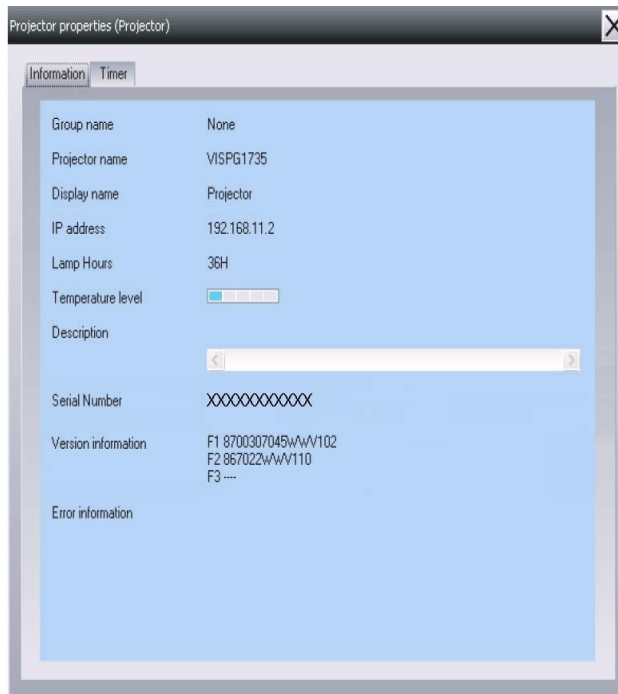 Projector properties (Projector)
Information Timer
Group name None
Projector name VISPG1735
Display name Projector
IP address 192.168.11.2
Lamp Hours 36H
Temperature level
Description
Serial Number XXXXXXXXXXX
Version information F1 8700307045WWV102
F2 867022WWV110
F3 ----
Error information